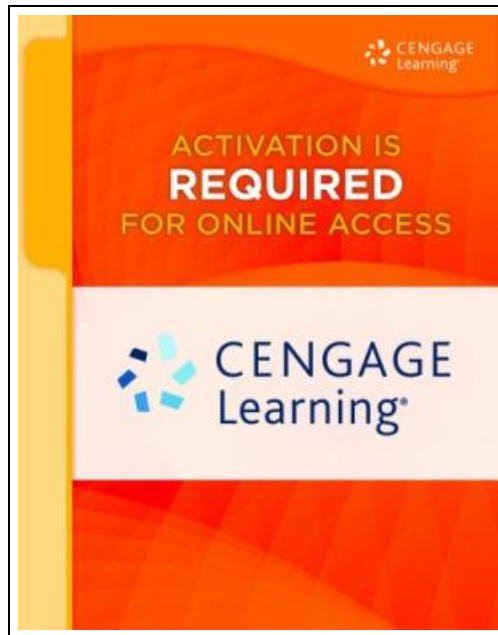 CENGAGE
Learning®
ACTIVATION IS
REQUIRED
FOR ONLINE ACCESS
CENGAGE
Learning®